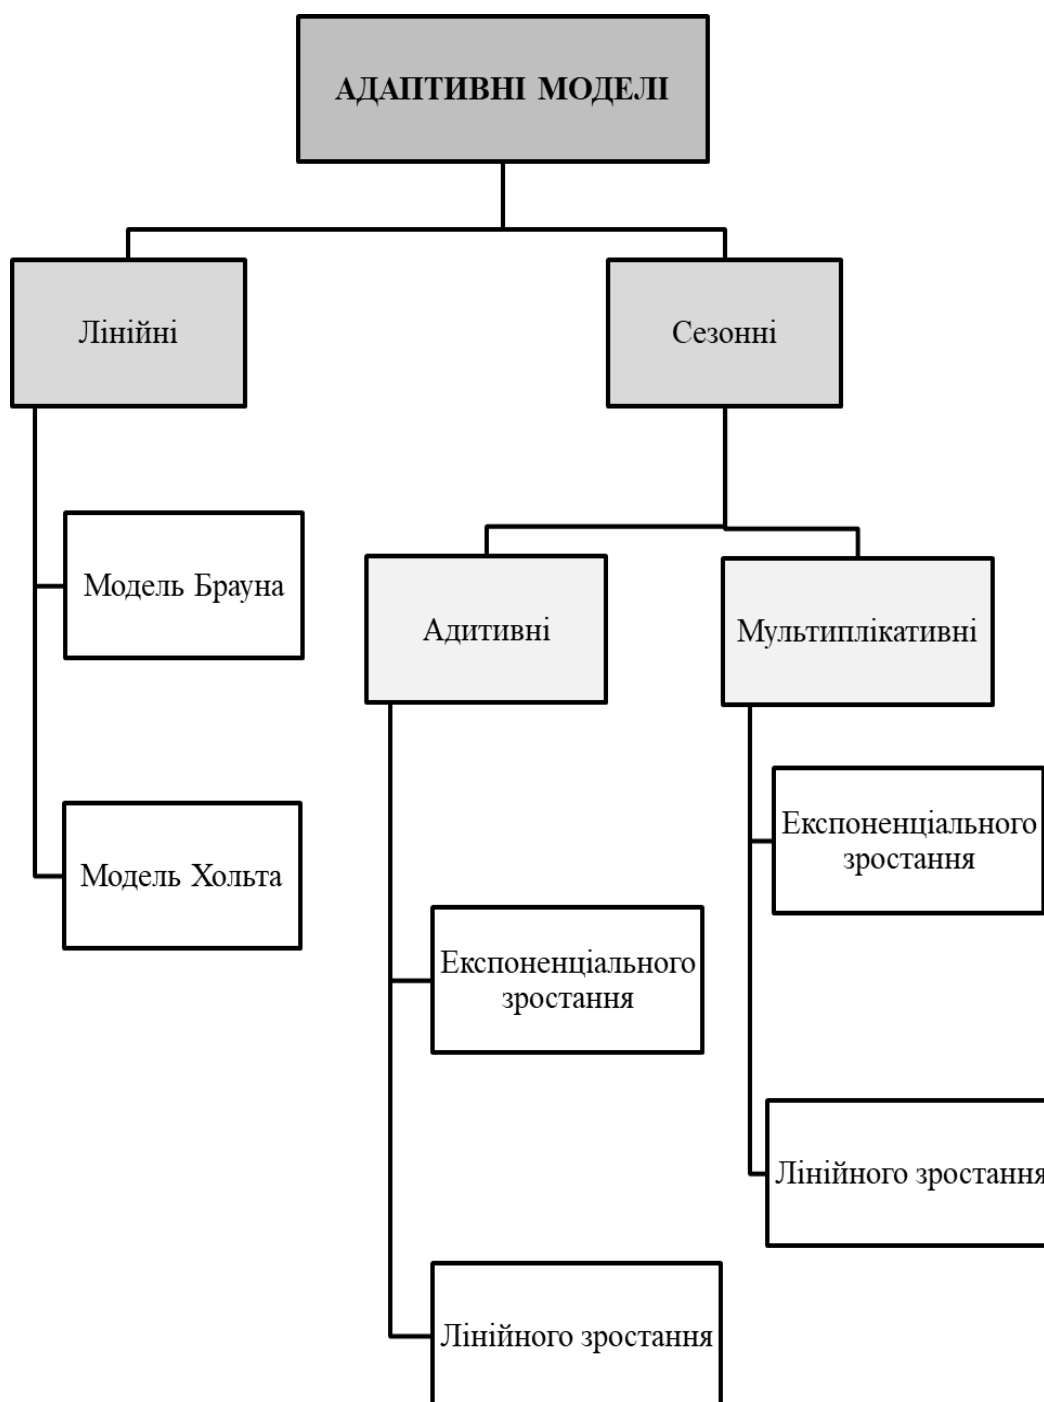 АДАПТИВНІ МОДЕЛІ
Лінійні
Сезонні
Модель Брауна
Адитивні
Мультиплікативні
Експоненціального
зростання
Модель Хольта
Експоненціального
зростання
Лінійного зростання
Лінійного зростання